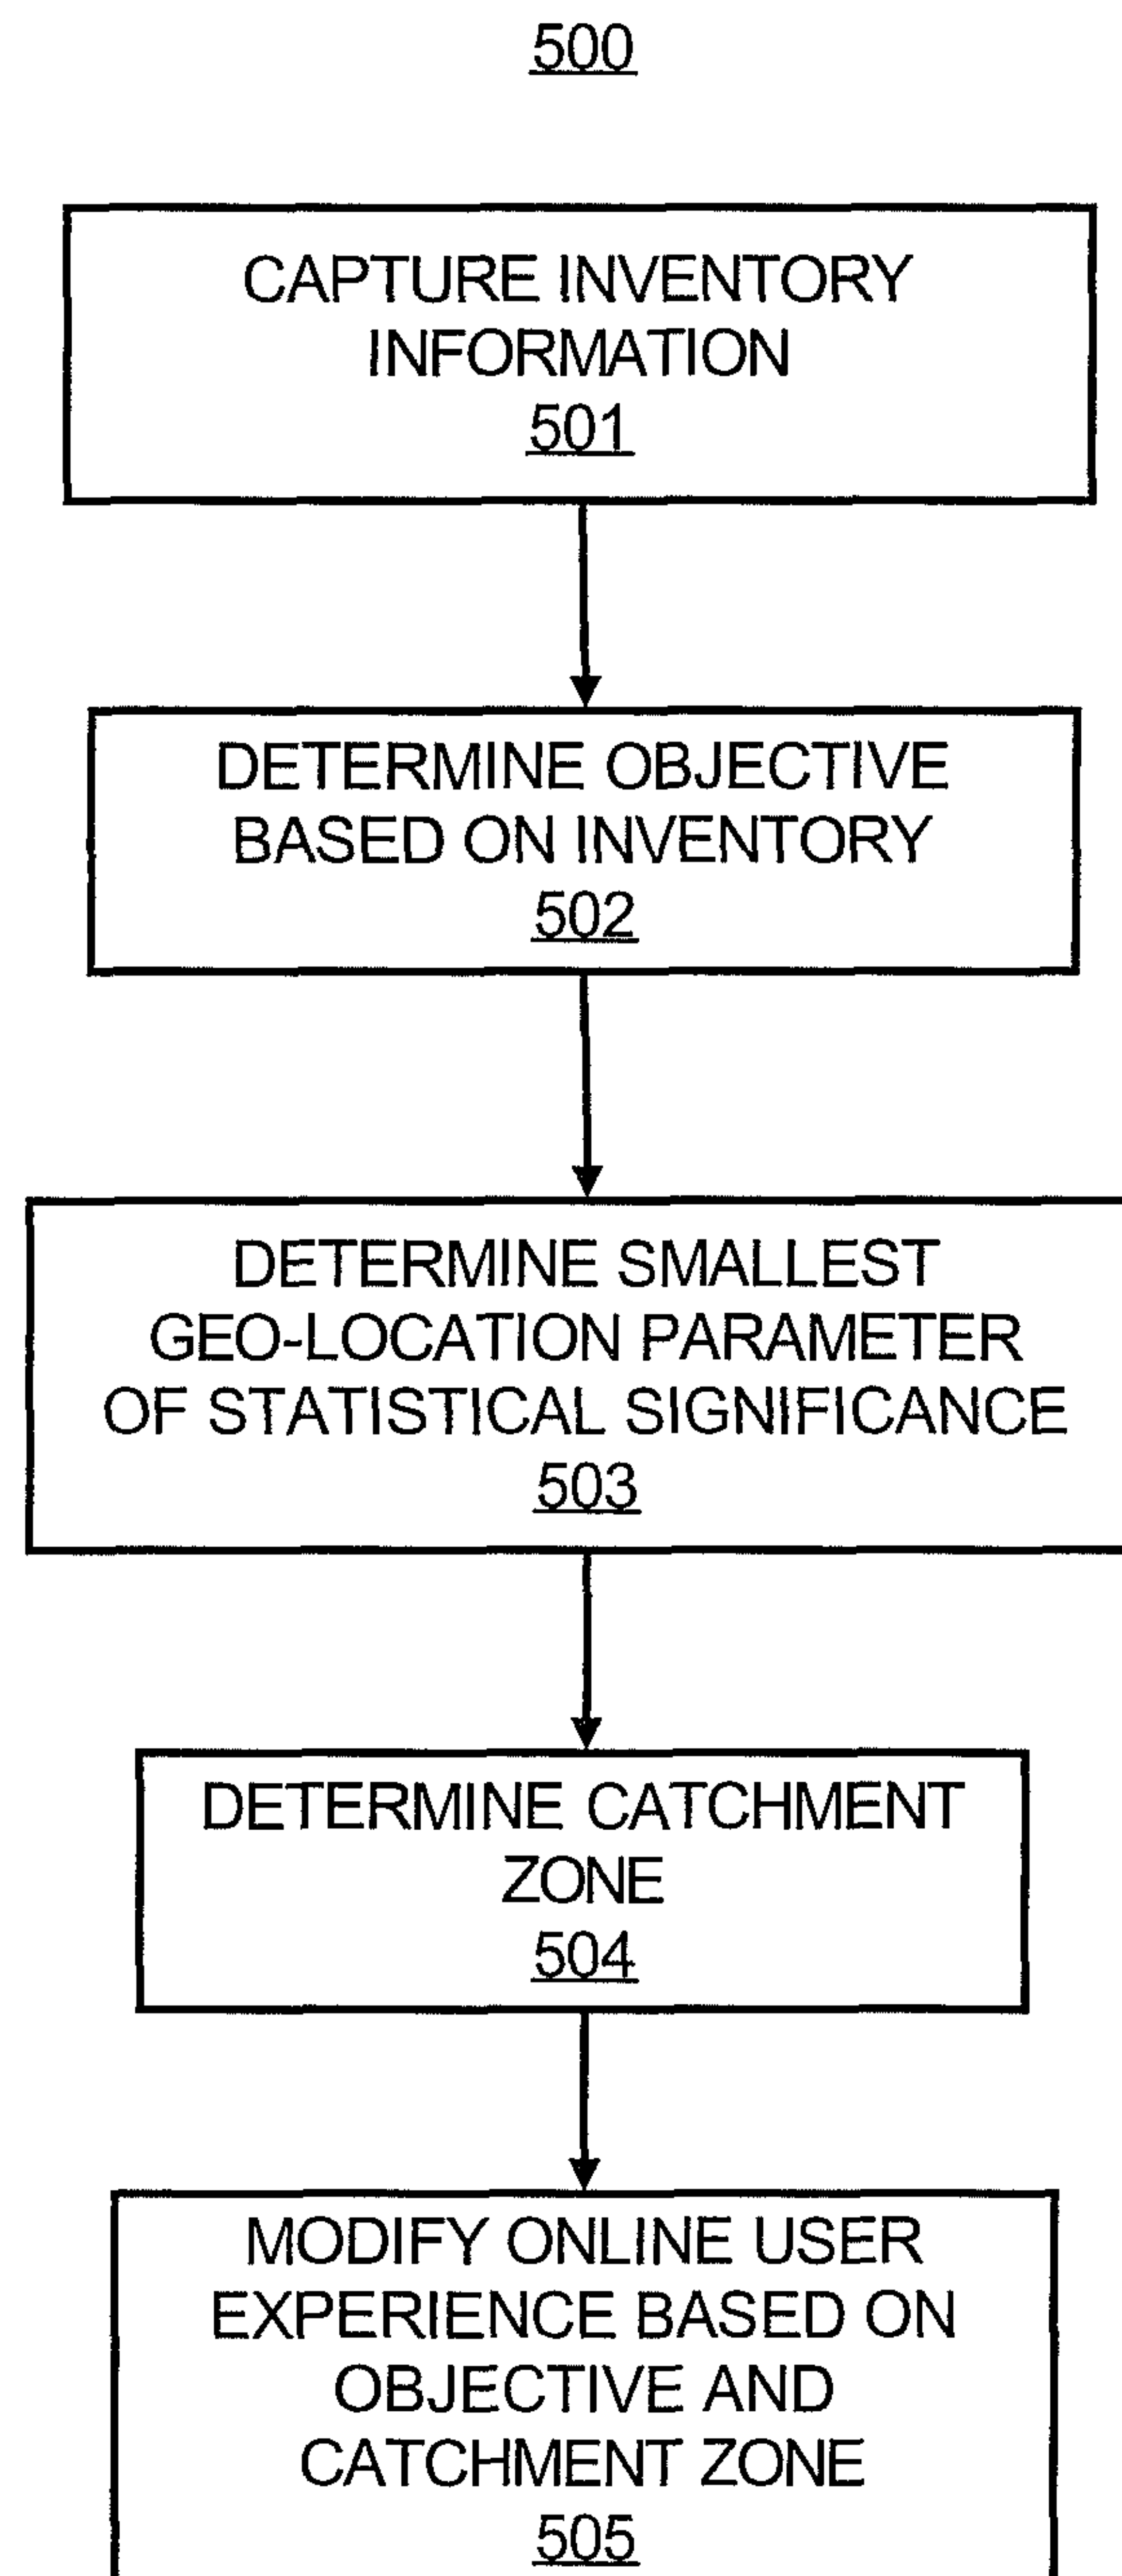 500
CAPTURE INVENTORY
INFORMATION
501
DETERMINE OBJECTIVE
BASED ON INVENTORY
502
DETERMINE SMALLEST
GEO-LOCATION PARAMETER
OF STATISTICAL SIGNIFICANCE
503
DETERMINE CATCHMENT
ZONE
504
MODIFY ONLINE USER
EXPERIENCE BASED ON
OBJECTIVE AND
CATCHMENT ZONE
505